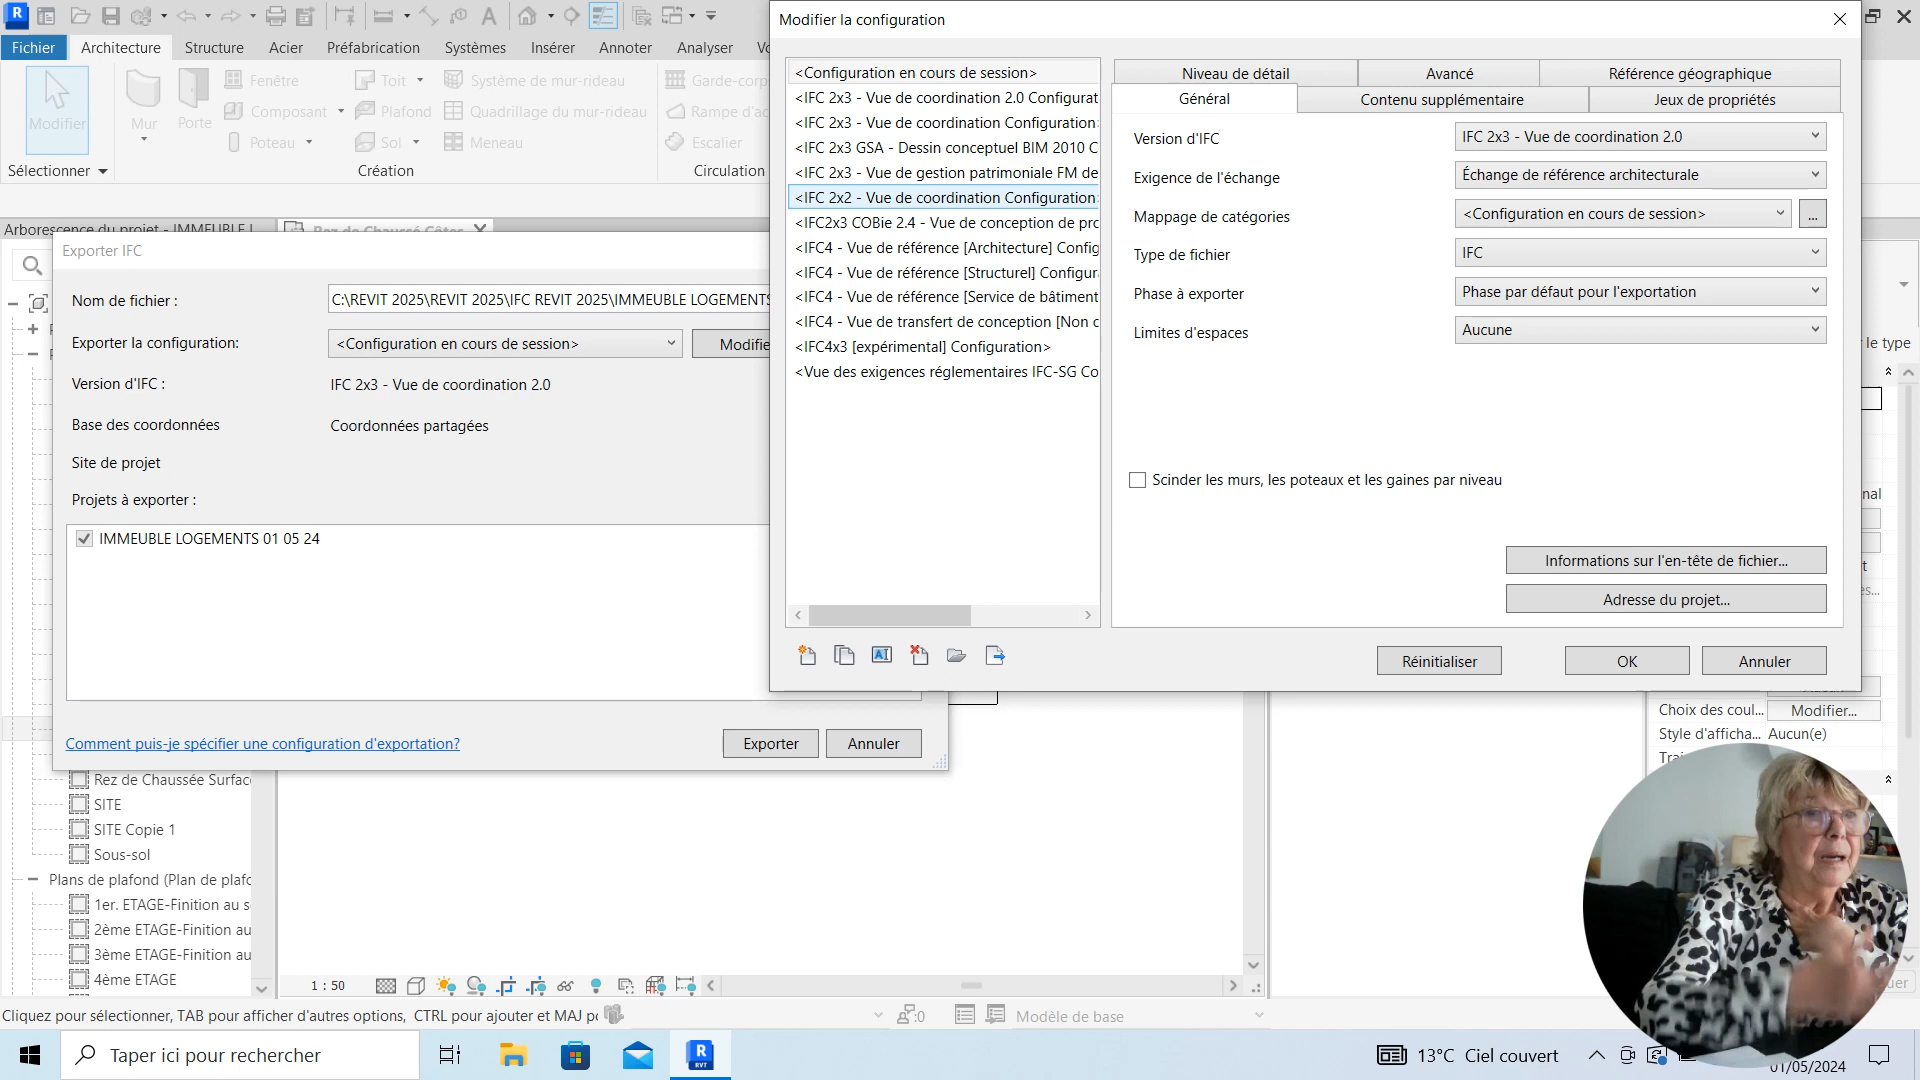 Modifier la configuration
Fichier
Architecture
Structure
Acier
Préfabrication
Systèmes
Insérer
Annoter
Analyser
Modifier
Mur
Porte
Fenêtre
Composant
Poteau
Toit
Plafond
Sol
Système de mur-rideau
Quadrillage du mur-rideau
Meneau
Garde-corp
Rampe d'a
Escalier
Sélectionner
Création
Circulation
Arborescence du projet - IMMEUBLE L
Rez de Chaussé Côtes
<Configuration en cours de session>
<IFC 2x3 - Vue de coordination 2.0 Configurat
<IFC 2x3 - Vue de coordination Configuration>
<IFC 2x3 GSA - Dessin conceptuel BIM 2010 C
<IFC 2x3 - Vue de gestion patrimoniale FM de
<IFC 2x2 - Vue de coordination Configuration>
<IFC2x3 COBie 2.4 - Vue de conception de pro
<IFC4 - Vue de référence [Architecture] Config
<IFC4 - Vue de référence [Structurel] Configura
<IFC4 - Vue de référence [Service de bâtiment
<IFC4 - Vue de transfert de conception [Non c
<IFC4x3 [expérimental] Configuration>
<Vue des exigences réglementaires IFC-SG Co
Niveau de détail
Avancé
Référence géographique
Général
Contenu supplémentaire
Jeux de propriétés
Version d'IFC
IFC 2x3 - Vue de coordination 2.0
Exigence de l'échange
Échange de référence architecturale
Mappage de catégories
<Configuration en cours de session>
...
Type de fichier
IFC
Phase à exporter
Phase par défaut pour l'exportation
Limites d'espaces
Aucune
Scinder les murs, les poteaux et les gaines par niveau
Informations sur l'en-tête de fichier...
Adresse du projet...
Réinitialiser
OK
Annuler
Exporter IFC
Nom de fichier :
C:\REVIT 2025\REVIT 2025\IFC REVIT 2025\IMMEUBLE LOGEMENTS
Exporter la configuration:
<Configuration en cours de session>
Modifie
Version d'IFC :
IFC 2x3 - Vue de coordination 2.0
Base des coordonnées
Coordonnées partagées
Site de projet
Projets à exporter :
IMMEUBLE LOGEMENTS 01 05 24
Comment puis-je spécifier une configuration d'exportation?
Exporter
Annuler
le type
Choix des coul...
Modifier...
Style d'afficha...
Aucun(e)
Rez de Chaussée Surfac
SITE
SITE Copie 1
Sous-sol
Plans de plafond (Plan de plafo
1er. ETAGE-Finition au s
2ème ETAGE-Finition au
3ème ETAGE-Finition au
4ème ETAGE
1 : 50
Cliquez pour sélectionner, TAB pour afficher d'autres options, CTRL pour ajouter et MAJ po
:0
Modèle de base
Taper ici pour rechercher
13°C Ciel couvert
01/05/2024